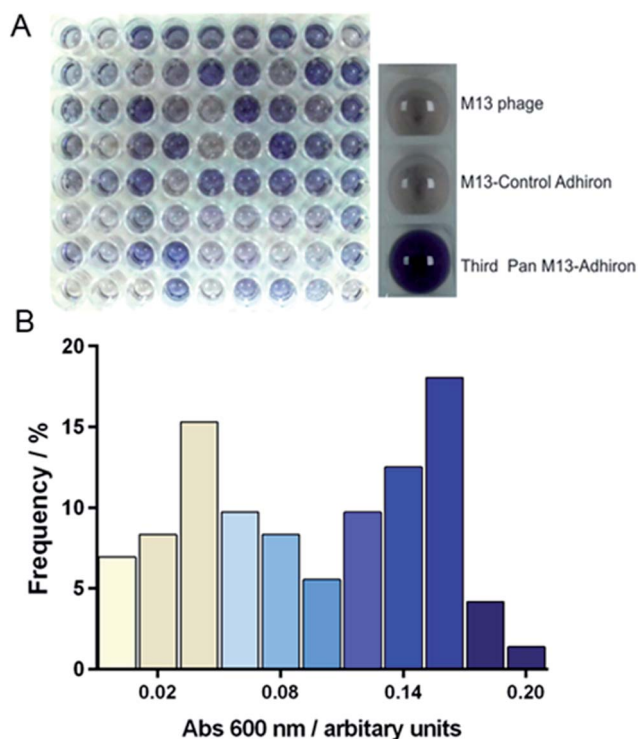 A
M13 phage
M13-Control Adhiron
Third Pan M13-Adhiron
B
20
15
10
5
0
Frequency / %
0.02 0.08 0.14 0.20
Abs 600 nm / arbitary units